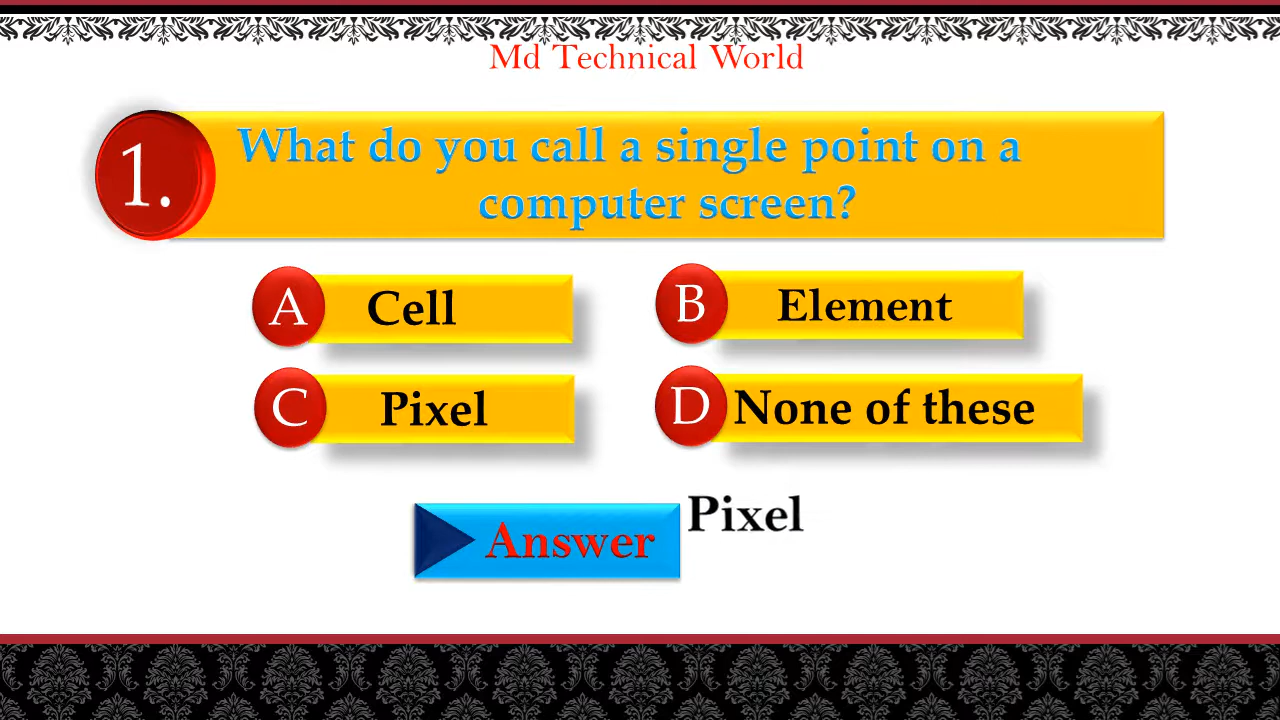 Md Technical World
1.
What do you call a single point on a
computer screen?
A Cell
B Element
C Pixel
D None of these
Answer Pixel